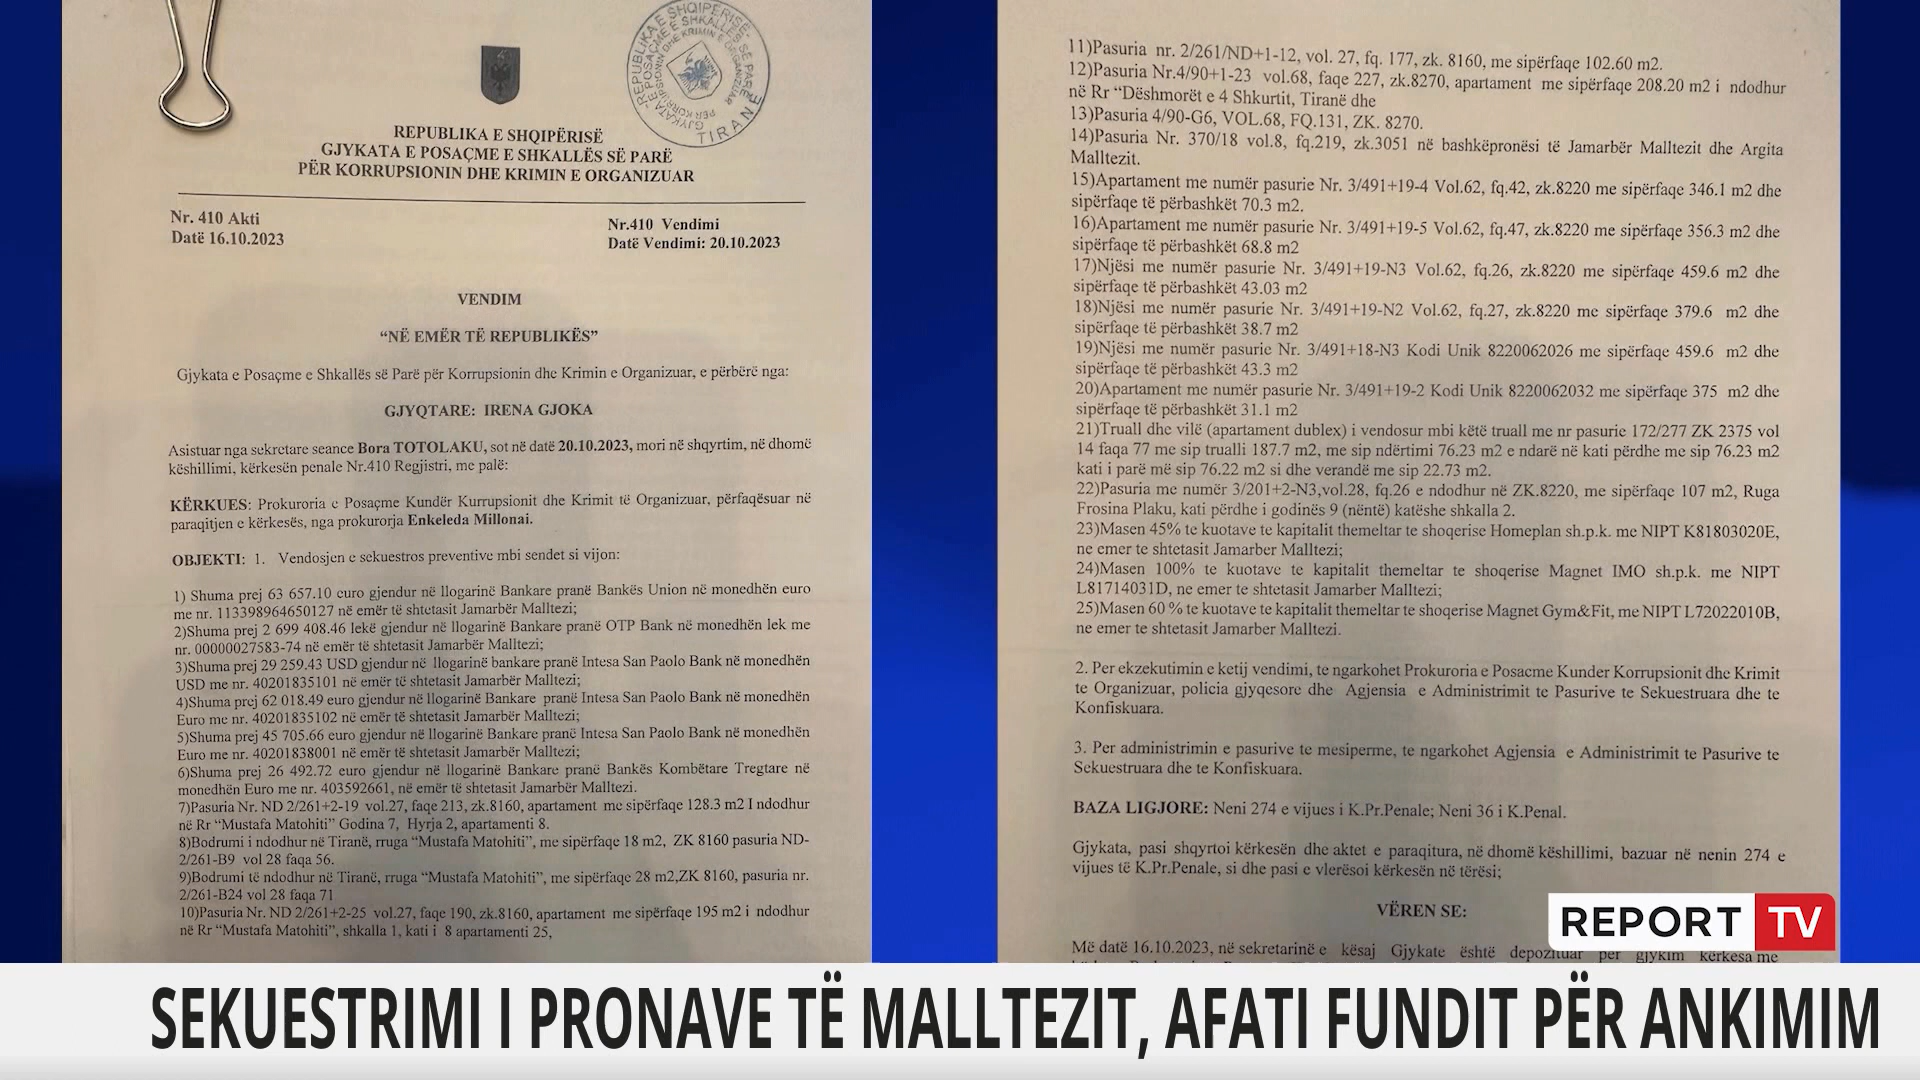 REPUBLIKA E SHQIPËRISË
GJYKATA E POSAÇME E SHKALLËS SË PARË
PËR KORRUPSIONIN DHE KRIMIN E ORGANIZUAR
TIRANË
Nr. 410 Akti
Datë 16.10.2023
Nr.410 Vendimi
Datë Vendimi: 20.10.2023
VENDIM
“NË EMËR TË REPUBLIKËS”
Gjykata e Posaçme e Shkallës së Parë për Korrupsionin dhe Krimin e Organizuar, e përbërë nga:
GJYQTARE: IRENA GJOKA
Asistuar nga sekretare seance Bora TOTOLAKU, sot në datë 20.10.2023, mori në shqyrtim, në dhomë
këshillimi, kërkesën penale Nr.410 Regjistri, me palë:
KËRKUES: Prokuroria e Posaçme Kundër Kurrupsionit dhe Krimit të Organizuar, përfaqësuar në
paraqitjen e kërkesës, nga prokurorja Enkeleda Millonai.
OBJEKTI: 1. Vendosjen e sekuestros preventive mbi sendet si vijon:
1) Shuma prej 63 657.10 euro gjendur në llogarinë Bankare pranë Bankës Union në monedhën euro
me nr. 113398964650127 në emër të shtetasit Jamarbër Malltezi;
2)Shuma prej 2 699 408.46 lekë gjendur në llogarinë Bankare pranë OTP Bank në monedhën lek me
nr. 00000027583-74 në emër të shtetasit Jamarbër Malltezi;
3)Shuma prej 29 259.43 USD gjendur në llogarinë bankare pranë Intesa San Paolo Bank në monedhën
USD me nr. 40201835101 në emër të shtetasit Jamarbër Malltezi;
4)Shuma prej 62 018.49 euro gjendur në llogarinë Bankare pranë Intesa San Paolo Bank në monedhën
Euro me nr. 40201835102 në emër të shtetasit Jamarbër Malltezi;
5)Shuma prej 45 705.66 euro gjendur në llogarinë Bankare pranë Intesa San Paolo Bank në monedhën
Euro me nr. 40201838001 në emër të shtetasit Jamarbër Malltezi;
6)Shuma prej 26 492.72 euro gjendur në llogarinë Bankare pranë Bankës Kombëtare Tregtare në
monedhën Euro me nr. 403592661, në emër të shtetasit Jamarbër Malltezi.
7)Pasuria Nr. ND 2/261+2-19 vol.27, faqe 213, zk.8160, apartament me sipërfaqe 128.3 m2 I ndodhur
në Rr “Mustafa Matohiti” Godina 7, Hyrja 2, apartamenti 8.
8)Bodrumi i ndodhur në Tiranë, rruga “Mustafa Matohiti”, me sipërfaqe 18 m2, ZK 8160 pasuria ND-
2/261-B9 vol 28 faqa 56.
9)Bodrumi të ndodhur në Tiranë, rruga “Mustafa Matohiti”, me sipërfaqe 28 m2,ZK 8160, pasuria nr.
2/261-B24 vol 28 faqa 71
10)Pasuria Nr. ND 2/261+2-25 vol.27, faqe 190, zk.8160, apartament me sipërfaqe 195 m2 i ndodhur
në Rr “Mustafa Matohiti”, shkalla 1, kati i 8 apartamenti 25,
11)Pasuria nr. 2/261/ND+1-12, vol. 27, fq. 177, zk. 8160, me sipërfaqe 102.60 m2.
12)Pasuria Nr.4/90+1-23 vol.68, faqe 227, zk.8270, apartament me sipërfaqe 208.20 m2 i ndodhur
në Rr “Dëshmorët e 4 Shkurtit, Tiranë dhe
13)Pasuria 4/90-G6, VOL.68, FQ.131, ZK. 8270.
14)Pasuria Nr. 370/18 vol.8, fq.219, zk.3051 në bashkëpronësi të Jamarbër Malltezit dhe Argita
Malltezit.
15)Apartament me numër pasurie Nr. 3/491+19-4 Vol.62, fq.42, zk.8220 me sipërfaqe 346.1 m2 dhe
sipërfaqe të përbashkët 70.3 m2.
16)Apartament me numër pasurie Nr. 3/491+19-5 Vol.62, fq.47, zk.8220 me sipërfaqe 356.3 m2 dhe
sipërfaqe të përbashkët 68.8 m2
17)Njësi me numër pasurie Nr. 3/491+19-N3 Vol.62, fq.26, zk.8220 me sipërfaqe 459.6 m2 dhe
sipërfaqe të përbashkët 43.03 m2
18)Njësi me numër pasurie Nr. 3/491+19-N2 Vol.62, fq.27, zk.8220 me sipërfaqe 379.6 m2 dhe
sipërfaqe të përbashkët 38.7 m2
19)Njësi me numër pasurie Nr. 3/491+18-N3 Kodi Unik 8220062026 me sipërfaqe 459.6 m2 dhe
sipërfaqe të përbashkët 43.3 m2
20)Apartament me numër pasurie Nr. 3/491+19-2 Kodi Unik 8220062032 me sipërfaqe 375 m2 dhe
sipërfaqe të përbashkët 31.1 m2
21)Truall dhe vilë (apartament dublex) i vendosur mbi këtë truall me nr pasurie 172/277 ZK 2375 vol
14 faqa 77 me sip trualli 187.7 m2, me sip ndërtimi 76.23 m2 e ndarë në kati përdhe me sip 76.23 m2
kati i parë më sip 76.22 m2 si dhe verandë me sip 22.73 m2.
22)Pasuria me numër 3/201+2-N3,vol.28, fq.26 e ndodhur në ZK.8220, me sipërfaqe 107 m2, Ruga
Frosina Plaku, kati përdhe i godinës 9 (nëntë) katëshe shkalla 2.
23)Masen 45% te kuotave te kapitalit themeltar te shoqerise Homeplan sh.p.k. me NIPT K81803020E,
ne emer te shtetasit Jamarber Malltezi;
24)Masen 100% te kuotave te kapitalit themeltar te shoqerise Magnet IMO sh.p.k. me NIPT
L81714031D, ne emer te shtetasit Jamarber Malltezi;
25)Masen 60 % te kuotave te kapitalit themeltar te shoqerise Magnet Gym&Fit, me NIPT L72022010B,
ne emer te shtetasit Jamarber Malltezi.
2. Per ekzekutimin e ketij vendimi, te ngarkohet Prokuroria e Posacme Kunder Korrupsionit dhe Krimit
te Organizuar, policia gjyqesore dhe Agjensia e Administrimit te Pasurive te Sekuestruara dhe te
Konfiskuara.
3. Per administrimin e pasurive te mesiperme, te ngarkohet Agjensia e Administrimit te Pasurive te
Sekuestruara dhe te Konfiskuara.
BAZA LIGJORE: Neni 274 e vijues i K.Pr.Penale; Neni 36 i K.Penal.
Gjykata, pasi shqyrtoi kërkesën dhe aktet e paraqitura, në dhomë këshillimi, bazuar në nenin 274 e
vijues të K.Pr.Penale, si dhe pasi e vlerësoi kërkesën në tërësi;
VËREN SE:
Më datë 16.10.2023, në sekretarinë e kësaj Gjykate është depozituar për gjykim kërkesa me
REPORT TV
SEKUESTRIMI I PRONAVE TË MALLTEZIT, AFATI FUNDIT PËR ANKIMIM